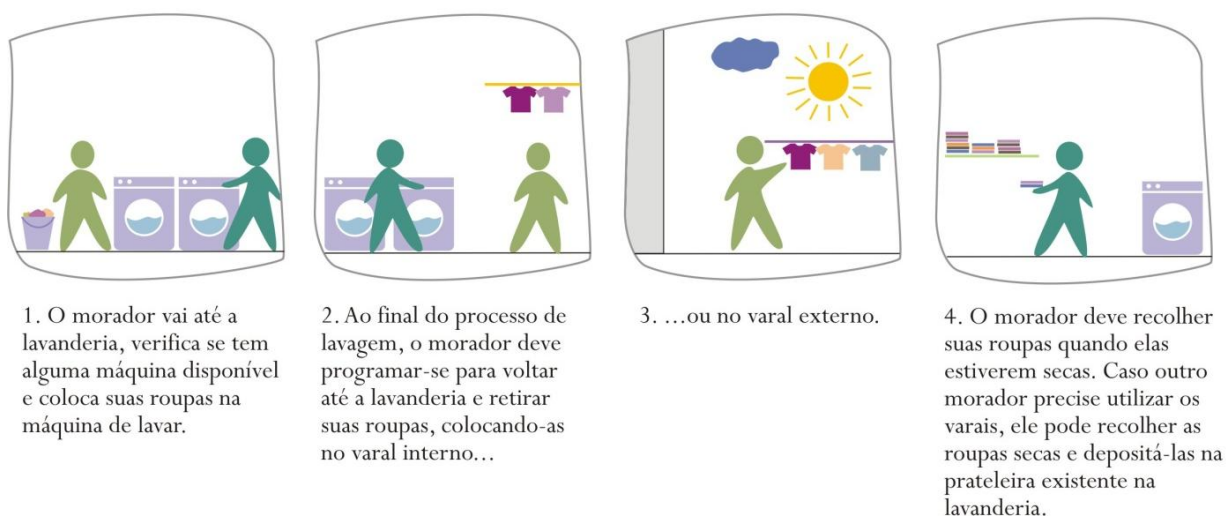 1. O morador vai até a
lavanderia, verifica se tem
alguma máquina disponível
e coloca suas roupas na
máquina de lavar.
2. Ao final do processo de
lavagem, o morador deve
programar-se para voltar
até a lavanderia e retirar
suas roupas, colocando-as
no varal interno...
3. ...ou no varal externo.
4. O morador deve recolher
suas roupas quando elas
estiverem secas. Caso outro
morador precise utilizar os
varais, ele pode recolher as
roupas secas e depositá-las na
prateleira existente na
lavanderia.